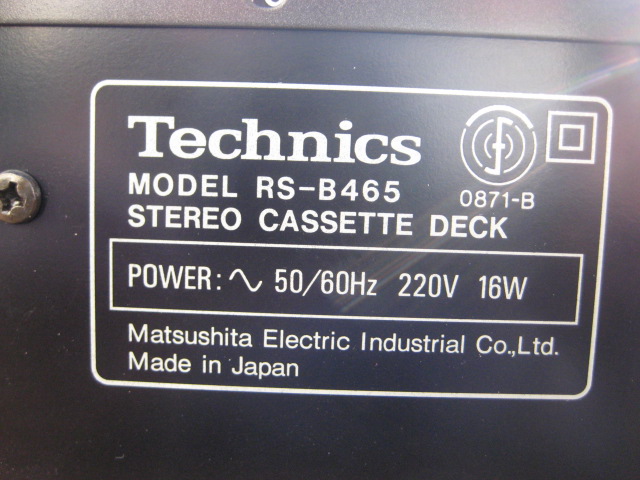 Technics
MODEL RS-B465
0871-B
STEREO CASSETTE DECK
POWER: ∿ 50/60Hz 220V 16W
Matsushita Electric Industrial Co.,Ltd.
Made in Japan